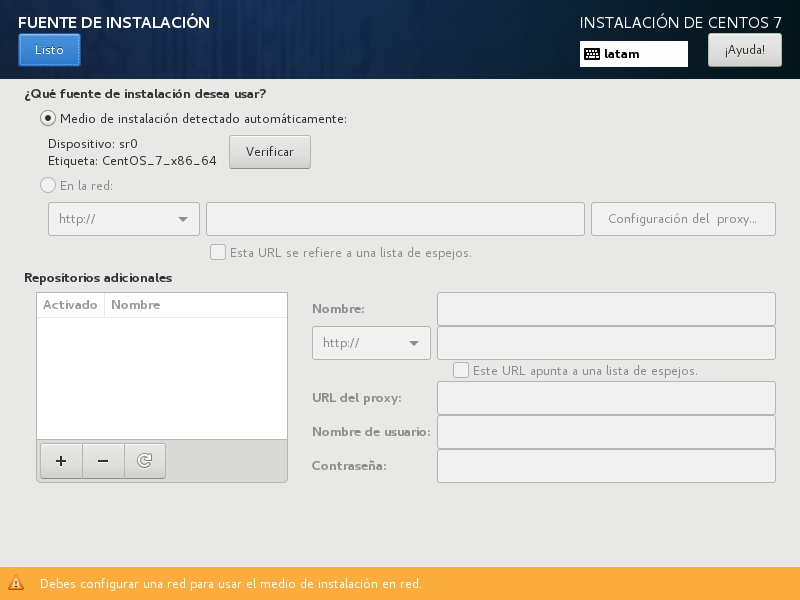 FUENTE DE INSTALACIÓN
INSTALACIÓN DE CENTOS 7
Listo
latam
¡Ayuda!
¿Qué fuente de instalación desea usar?
Medio de instalación detectado automáticamente:
Dispositivo: sr0
Etiqueta: CentOS_7_x86_64
Verificar
En la red:
http://
Configuración del proxy...
Esta URL se refiere a una lista de espejos.
Repositorios adicionales
Activado Nombre
Nombre:
http://
Este URL apunta a una lista de espejos.
URL del proxy:
Nombre de usuario:
Contraseña:
Debes configurar una red para usar el medio de instalación en red.